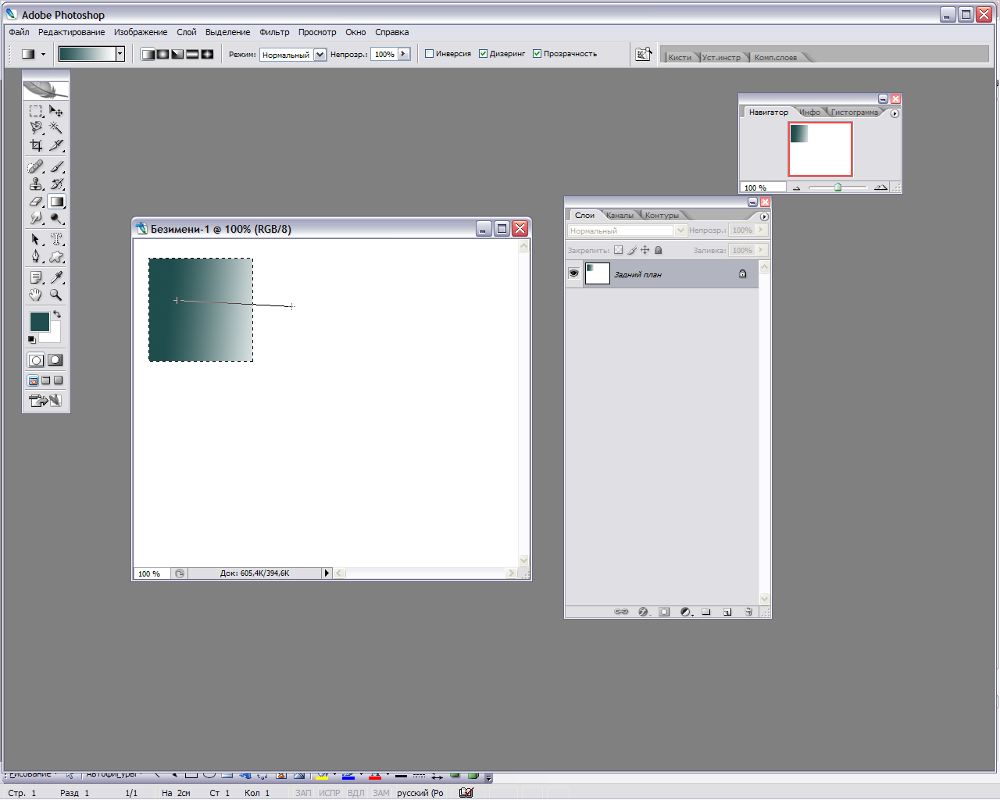 Adobe Photoshop
Файл Редактирование Изображение Слой Выделение Фильтр Просмотр Окно Справка
Режим: Нормальный Непрозр.: 100% Инверсия Дизеринг Прозрачность Кисти Уст.инстр Комп.слоев
Навигатор Инфо Гистограмма
100 %
Слои Каналы Контуры
Нормальный Непрозр.: 100%
Закрепить: Заливка: 100%
Задний план
Безимени-1 @ 100% (RGB/8)
100 % Док: 605,4K/394,6K
Рисование Автофигуры
Стр. 1 Разд 1 1/1 На 2см Ст 1 Кол 1 ЗАП ИСПР ВДЛ ЗАМ русский (Ро